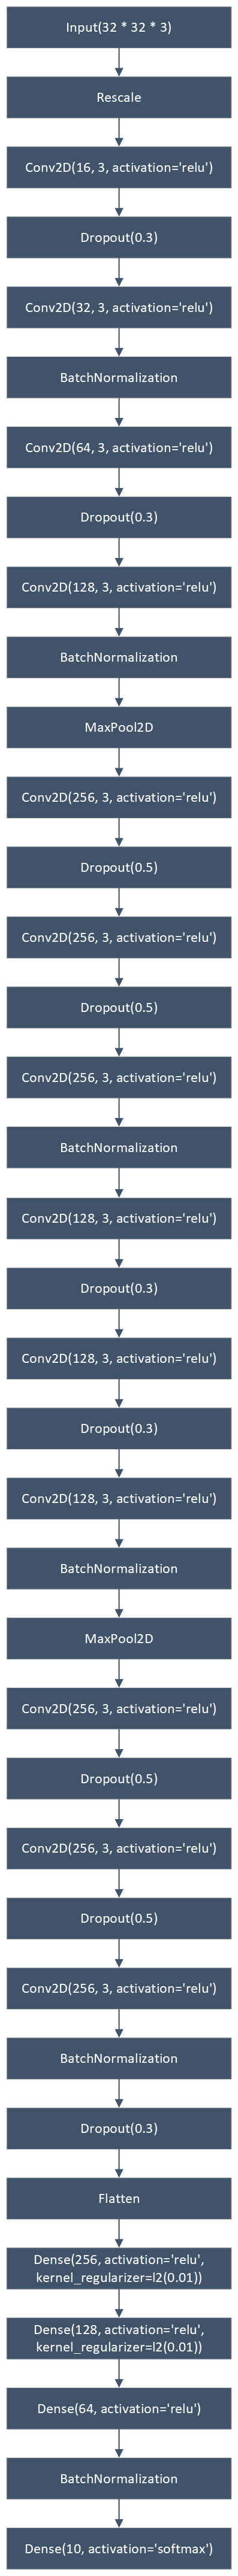 Input(32 * 32 * 3)
Rescale
Conv2D(16, 3, activation='relu')
Dropout(0.3)
Conv2D(32, 3, activation='relu')
BatchNormalization
Conv2D(64, 3, activation='relu')
Dropout(0.3)
Conv2D(128, 3, activation='relu')
BatchNormalization
MaxPool2D
Conv2D(256, 3, activation='relu')
Dropout(0.5)
Conv2D(256, 3, activation='relu')
Dropout(0.5)
Conv2D(256, 3, activation='relu')
BatchNormalization
Conv2D(128, 3, activation='relu')
Dropout(0.3)
Conv2D(128, 3, activation='relu')
Dropout(0.3)
Conv2D(128, 3, activation='relu')
BatchNormalization
MaxPool2D
Conv2D(256, 3, activation='relu')
Dropout(0.5)
Conv2D(256, 3, activation='relu')
Dropout(0.5)
Conv2D(256, 3, activation='relu')
BatchNormalization
Dropout(0.3)
Flatten
Dense(256, activation='relu',
kernel_regularizer=l2(0.01))
Dense(128, activation='relu',
kernel_regularizer=l2(0.01))
Dense(64, activation='relu')
BatchNormalization
Dense(10, activation='softmax')